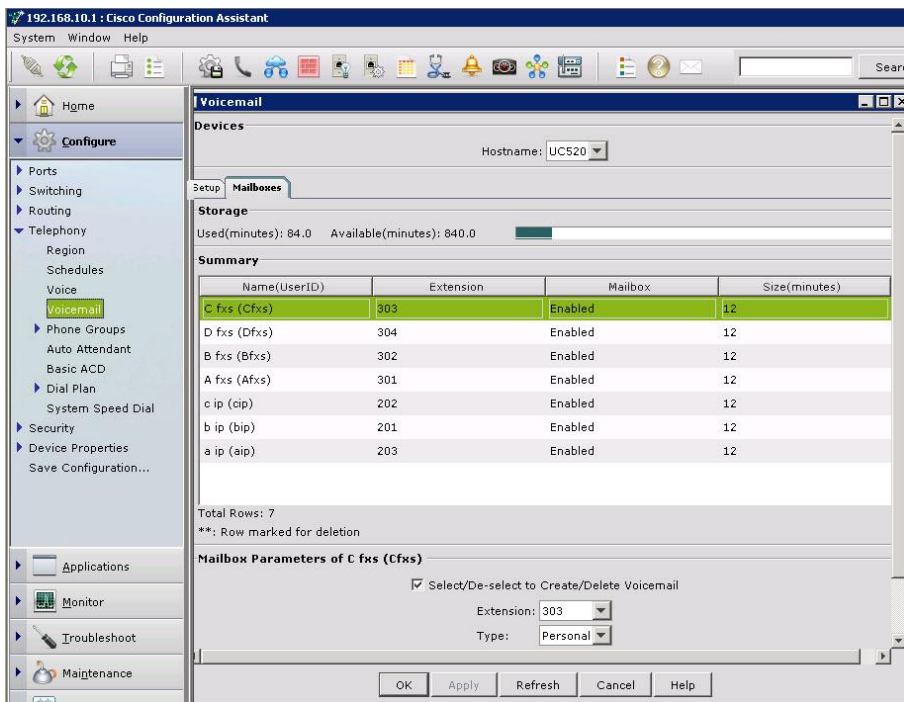 192.168.10.1 : Cisco Configuration Assistant
System Window Help
Home
Configure
Ports
Switching
Routing
Telephony
Region
Schedules
Voice
Voicemail
Phone Groups
Auto Attendant
Basic ACD
Dial Plan
System Speed Dial
Security
Device Properties
Save Configuration...
Applications
Monitor
Troubleshoot
Maintenance
Voicemail
Devices
Hostname: UC520
Setup Mailboxes
Storage
Used(minutes): 84.0 Available(minutes): 840.0
Summary
Name(UserID) Extension Mailbox Size(minutes)
C fxs (Cfxs) 303 Enabled 12
D fxs (Dfxs) 304 Enabled 12
B fxs (Bfxs) 302 Enabled 12
A fxs (Afxs) 301 Enabled 12
c ip (cip) 202 Enabled 12
b ip (bip) 201 Enabled 12
a ip (aip) 203 Enabled 12
Total Rows: 7
**: Row marked for deletion
Mailbox Parameters of C fxs (Cfxs)
Select/De-select to Create/Delete Voicemail
Extension: 303
Type: Personal
OK Apply Refresh Cancel Help